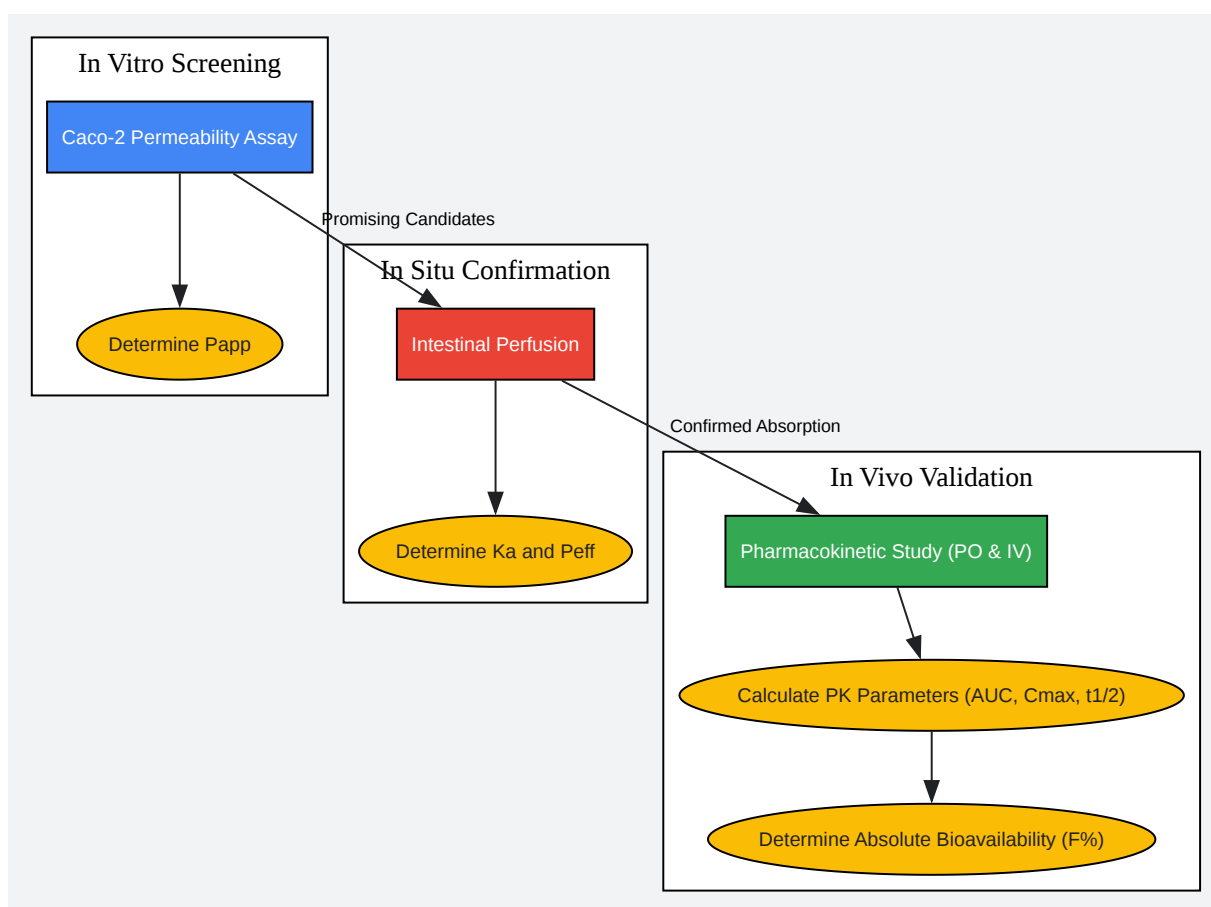 In Vitro Screening
Caco-2 Permeability Assay
Promising Candidates
In Situ Confirmation
Determine Papp
Intestinal Perfusion
Confirmed Absorption
In Vivo Validation
Determine Ka and Peff
Pharmacokinetic Study (PO & IV)
Calculate PK Parameters (AUC, Cmax, t1/2)
Determine Absolute Bioavailability (F%)